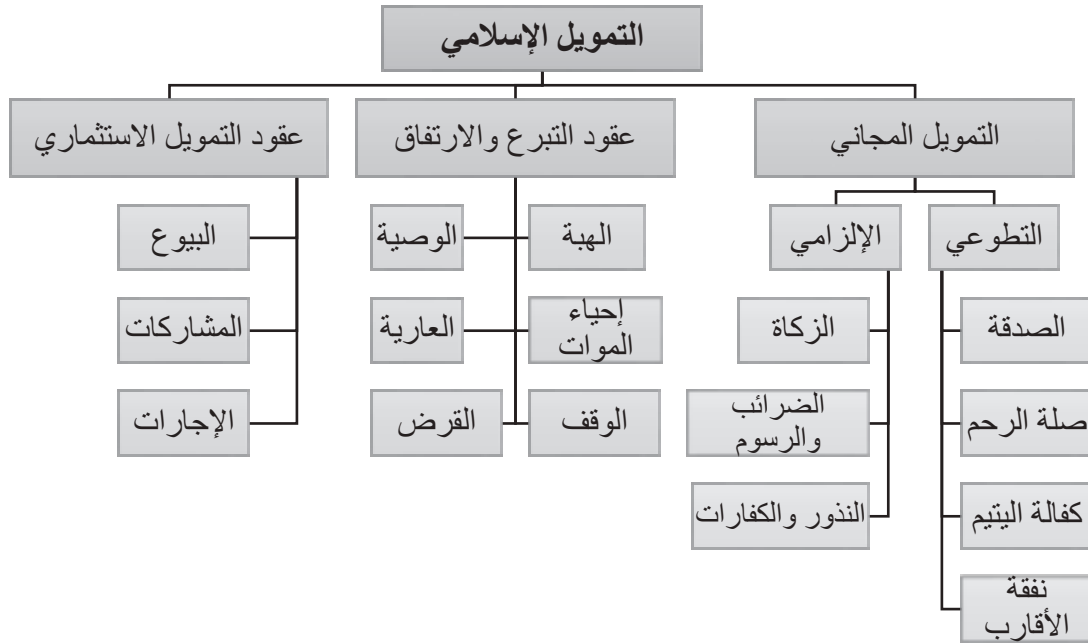 التمويل الإسلامي
التمويل المجاني
عقود التبرع والارتفاق
عقود التمويل الاستثماري
التطوعي
الإلزامي
الهبة
الوصية
البيوع
الصدقة
الزكاة
إحياء
الموات
العارية
المشاركات
صلة الرحم
الضرائب
والرسوم
الوقف
القرض
الإجارات
كفالة اليتيم
النذور والكفارات
نفقة
الأقارب